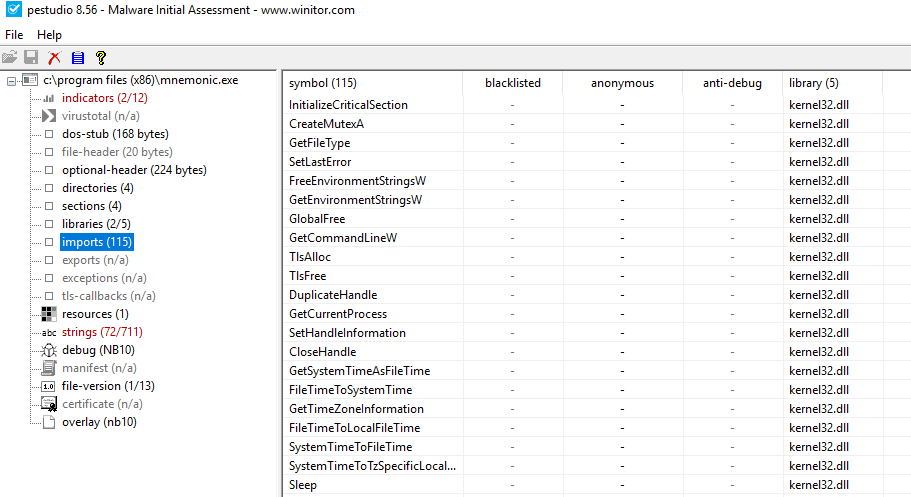 pestudio 8.56 - Malware Initial Assessment - www.winitor.com
File Help
c:\program files (x86)\mnemonic.exe
indicators (2/12)
virustotal (n/a)
dos-stub (168 bytes)
file-header (20 bytes)
optional-header (224 bytes)
directories (4)
sections (4)
libraries (2/5)
imports (115)
exports (n/a)
exceptions (n/a)
tls-callbacks (n/a)
resources (1)
abc strings (72/711)
debug (NB10)
manifest (n/a)
1.0 file-version (1/13)
certificate (n/a)
overlay (nb10)
symbol (115) blacklisted anonymous anti-debug library (5)
InitializeCriticalSection - - - kernel32.dll
CreateMutexA - - - kernel32.dll
GetFileType - - - kernel32.dll
SetLastError - - - kernel32.dll
FreeEnvironmentStringsW - - - kernel32.dll
GetEnvironmentStringsW - - - kernel32.dll
GlobalFree - - - kernel32.dll
GetCommandLineW - - - kernel32.dll
TlsAlloc - - - kernel32.dll
TlsFree - - - kernel32.dll
DuplicateHandle - - - kernel32.dll
GetCurrentProcess - - - kernel32.dll
SetHandleInformation - - - kernel32.dll
CloseHandle - - - kernel32.dll
GetSystemTimeAsFileTime - - - kernel32.dll
FileTimeToSystemTime - - - kernel32.dll
GetTimeZoneInformation - - - kernel32.dll
FileTimeToLocalFileTime - - - kernel32.dll
SystemTimeToFileTime - - - kernel32.dll
SystemTimeToTzSpecificLocal... - - - kernel32.dll
Sleep - - - kernel32.dll